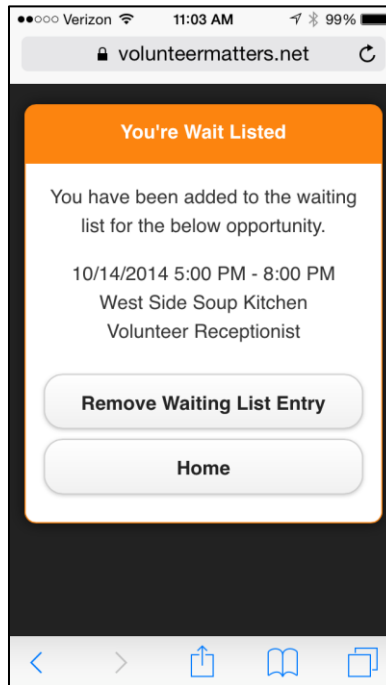 Verizon 11:03 AM 99%
volunteermatters.net
You're Wait Listed
You have been added to the waiting
list for the below opportunity.
10/14/2014 5:00 PM - 8:00 PM
West Side Soup Kitchen
Volunteer Receptionist
Remove Waiting List Entry
Home